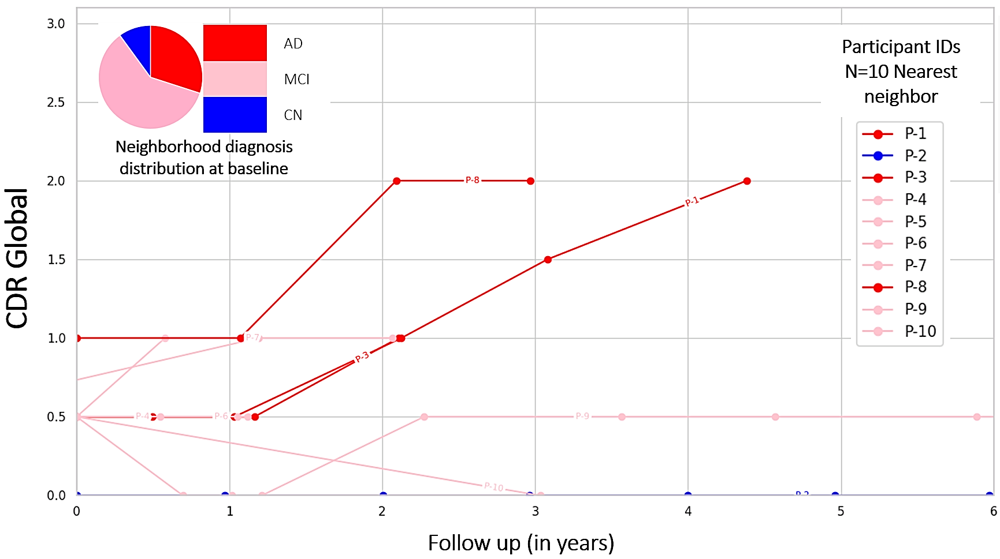 3.0
2.5
2.0
1.5
1.0
0.5
0.0
CDR Global
AD
MCI
CN
Neighborhood diagnosis
distribution at baseline
Participant IDs
N=10 Nearest
neighbor
P-1
P-2
P-3
P-4
P-5
P-6
P-7
P-8
P-9
P-10
P-8
P-1
P-7
P-3
P-4
P-6
P-9
P-10
P-2
0
1
2
3
4
5
6
Follow up (in years)